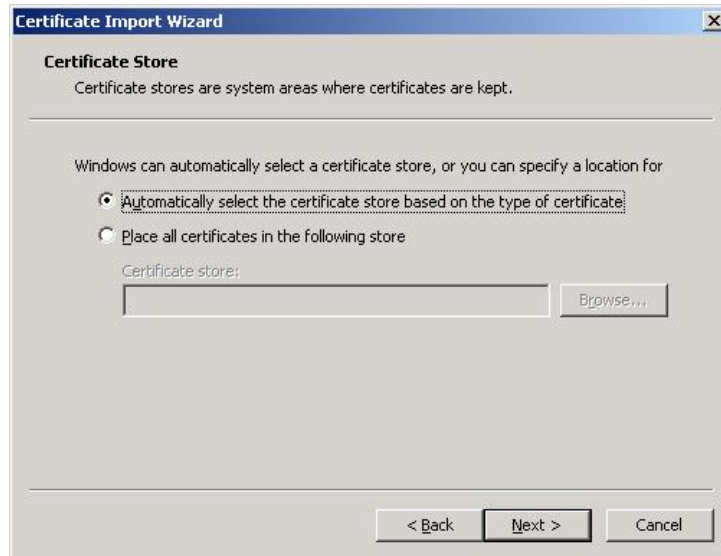 Certificate Import Wizard
Certificate Store
Certificate stores are system areas where certificates are kept.
Windows can automatically select a certificate store, or you can specify a location for
Automatically select the certificate store based on the type of certificate
Place all certificates in the following store
Certificate store:
Browse...
< Back
Next >
Cancel